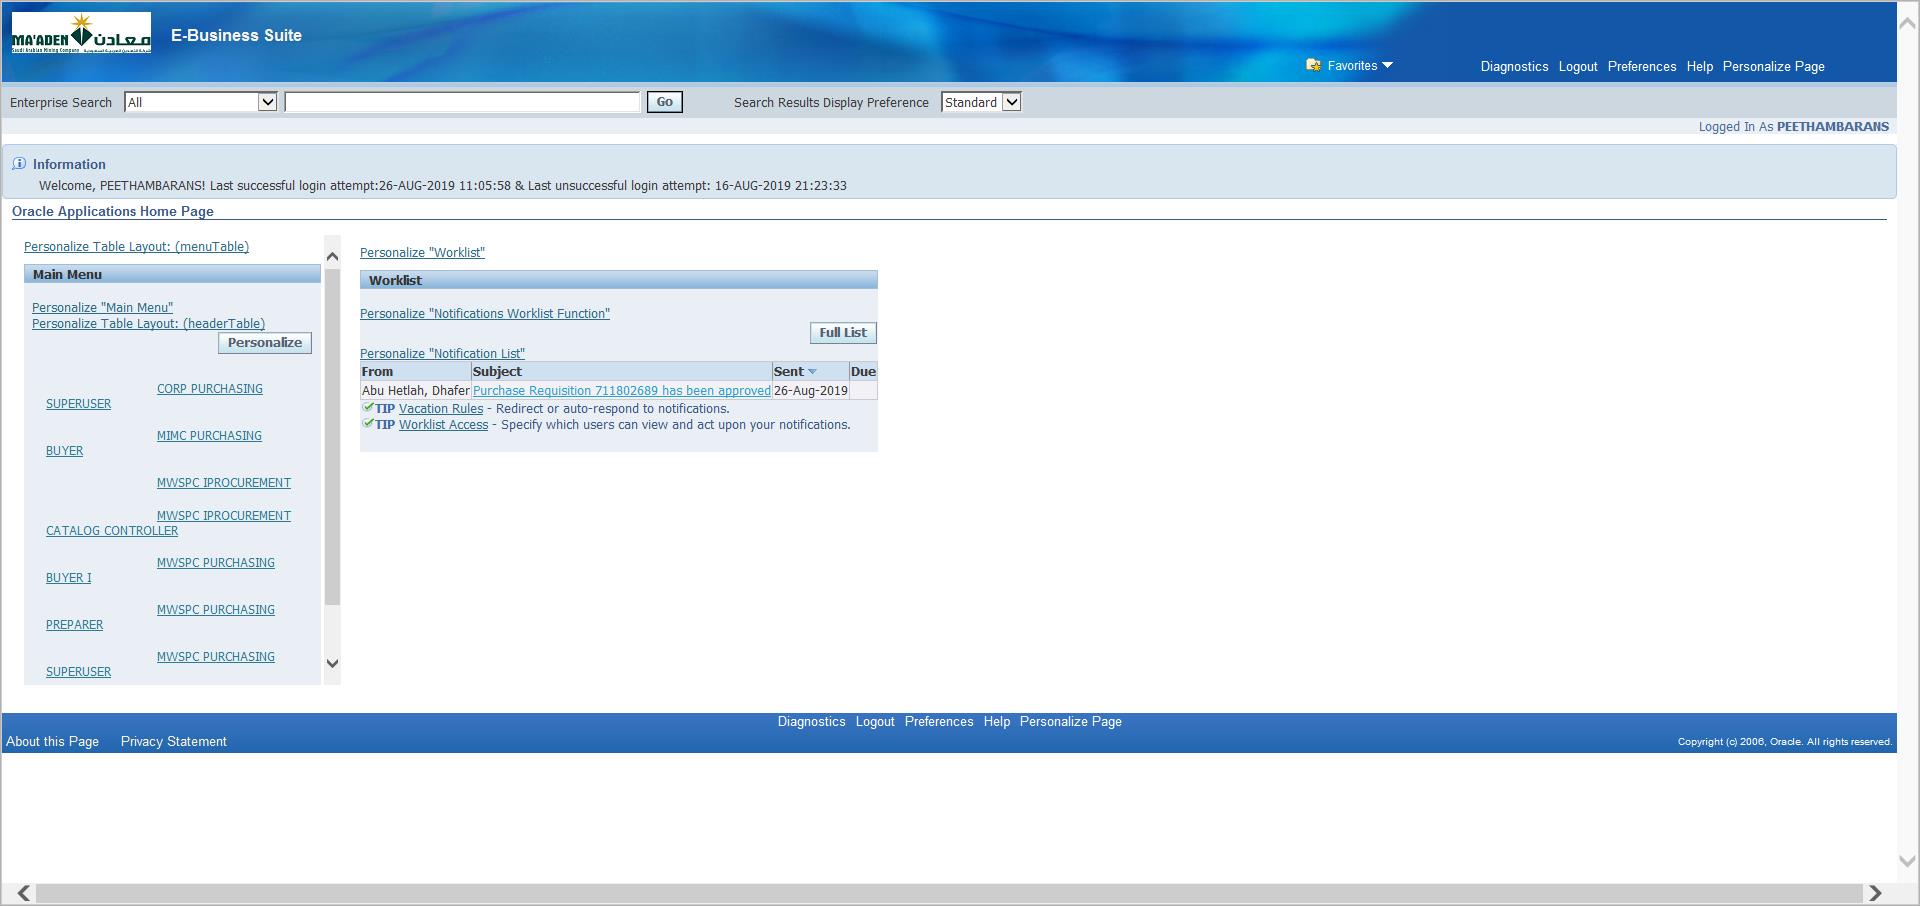 MA'ADEN معادن
Saudi Arabian Mining Company
E-Business Suite
Favorites
Diagnostics Logout Preferences Help Personalize Page
Enterprise Search All Go Search Results Display Preference Standard
Logged In As PEETHAMBARANS
Information
Welcome, PEETHAMBARANS! Last successful login attempt:26-AUG-2019 11:05:58 & Last unsuccessful login attempt: 16-AUG-2019 21:23:33
Oracle Applications Home Page
Personalize Table Layout: (menuTable)
Main Menu
Personalize "Main Menu"
Personalize Table Layout: (headerTable)
Personalize
CORP PURCHASING
SUPERUSER
MIMC PURCHASING
BUYER
MWSPC IPROCUREMENT
MWSPC IPROCUREMENT
CATALOG CONTROLLER
MWSPC PURCHASING
BUYER I
MWSPC PURCHASING
PREPARER
MWSPC PURCHASING
SUPERUSER
Personalize "Worklist"
Worklist
Personalize "Notifications Worklist Function"
Full List
Personalize "Notification List"
From Subject Sent Due
Abu Hetlah, Dhafer Purchase Requisition 711802689 has been approved 26-Aug-2019
TIP Vacation Rules - Redirect or auto-respond to notifications.
TIP Worklist Access - Specify which users can view and act upon your notifications.
Diagnostics Logout Preferences Help Personalize Page
About this Page Privacy Statement
Copyright (c) 2006, Oracle. All rights reserved.